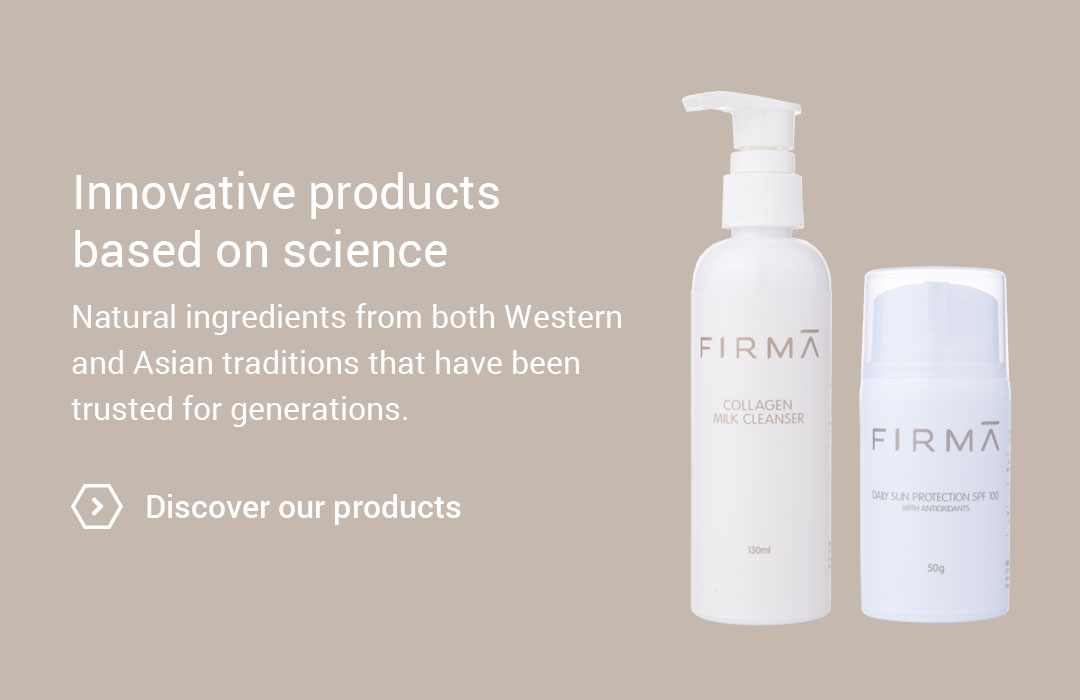 Innovative products
based on science
Natural ingredients from both Western
and Asian traditions that have been
trusted for generations.
Discover our products
FIRMĀ
COLLAGEN
MILK CLEANSER
130ml
FIRMĀ
DAILY SUN PROTECTION SPF 100
WITH ANTIOXIDANTS
50g